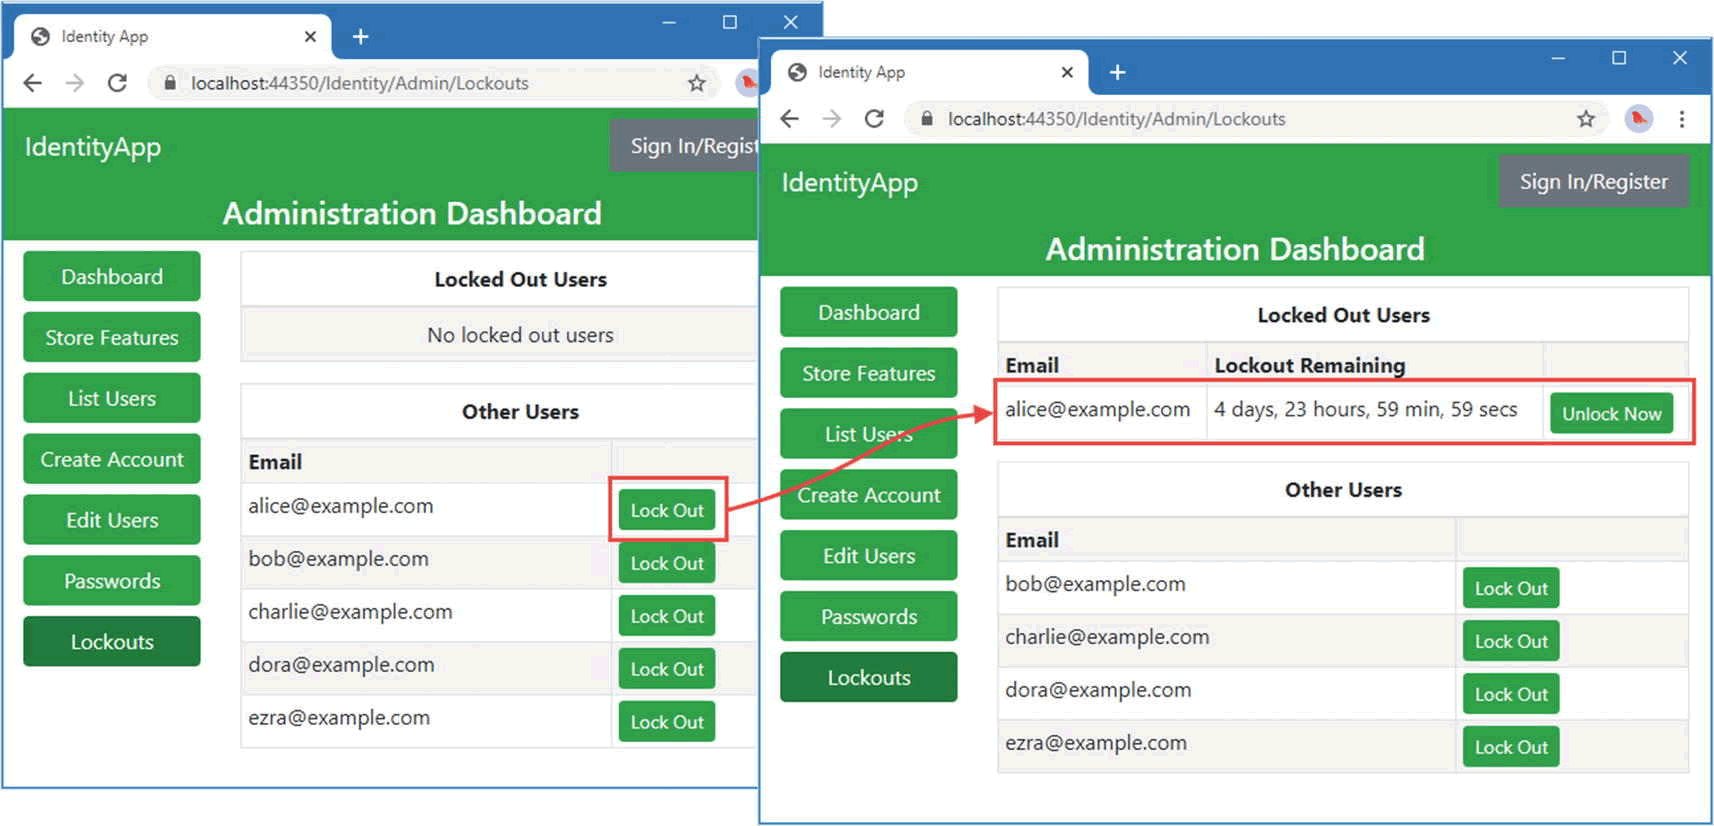 Identity App
localhost:44350/Identity/Admin/Lockouts
IdentityApp
Sign In/Regist
Administration Dashboard
Dashboard
Store Features
List Users
Create Account
Edit Users
Passwords
Lockouts
Locked Out Users
No locked out users
Other Users
Email
alice@example.com Lock Out
bob@example.com Lock Out
charlie@example.com Lock Out
dora@example.com Lock Out
ezra@example.com Lock Out
Identity App
localhost:44350/Identity/Admin/Lockouts
IdentityApp
Sign In/Register
Administration Dashboard
Dashboard
Store Features
List Users
Create Account
Edit Users
Passwords
Lockouts
Locked Out Users
Email Lockout Remaining
alice@example.com 4 days, 23 hours, 59 min, 59 secs Unlock Now
Other Users
Email
bob@example.com Lock Out
charlie@example.com Lock Out
dora@example.com Lock Out
ezra@example.com Lock Out